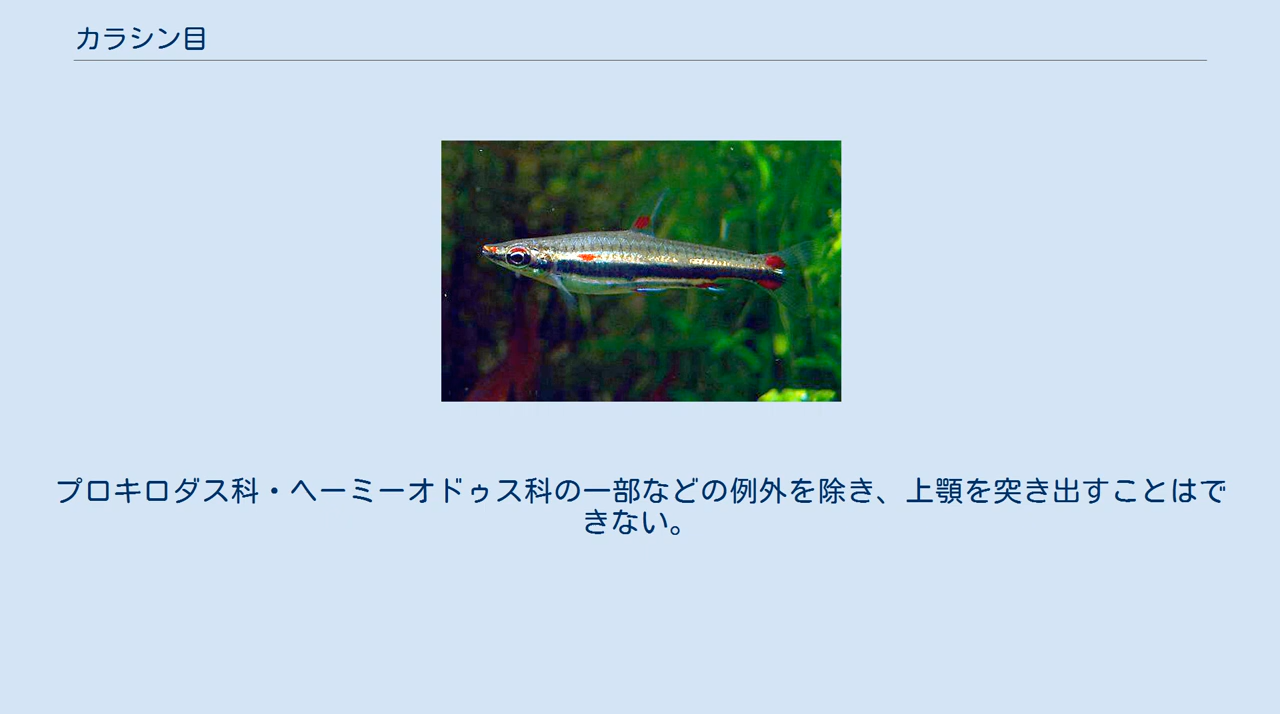 カラシン目
プロキロダス科・ヘーミーオドゥス科の一部などの例外を除き、上顎を突き出すことはで
きない。